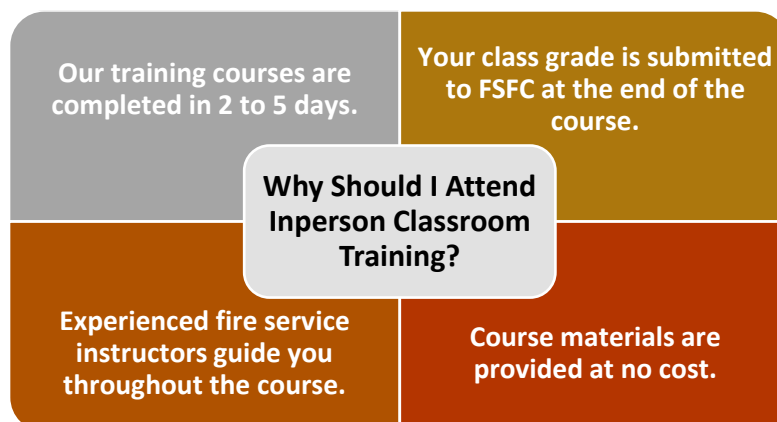 Our training courses are
completed in 2 to 5 days.
Your class grade is submitted
to FSFC at the end of the
course.
Why Should I Attend
Inperson Classroom
Training?
Experienced fire service
instructors guide you
throughout the course.
Course materials are
provided at no cost.